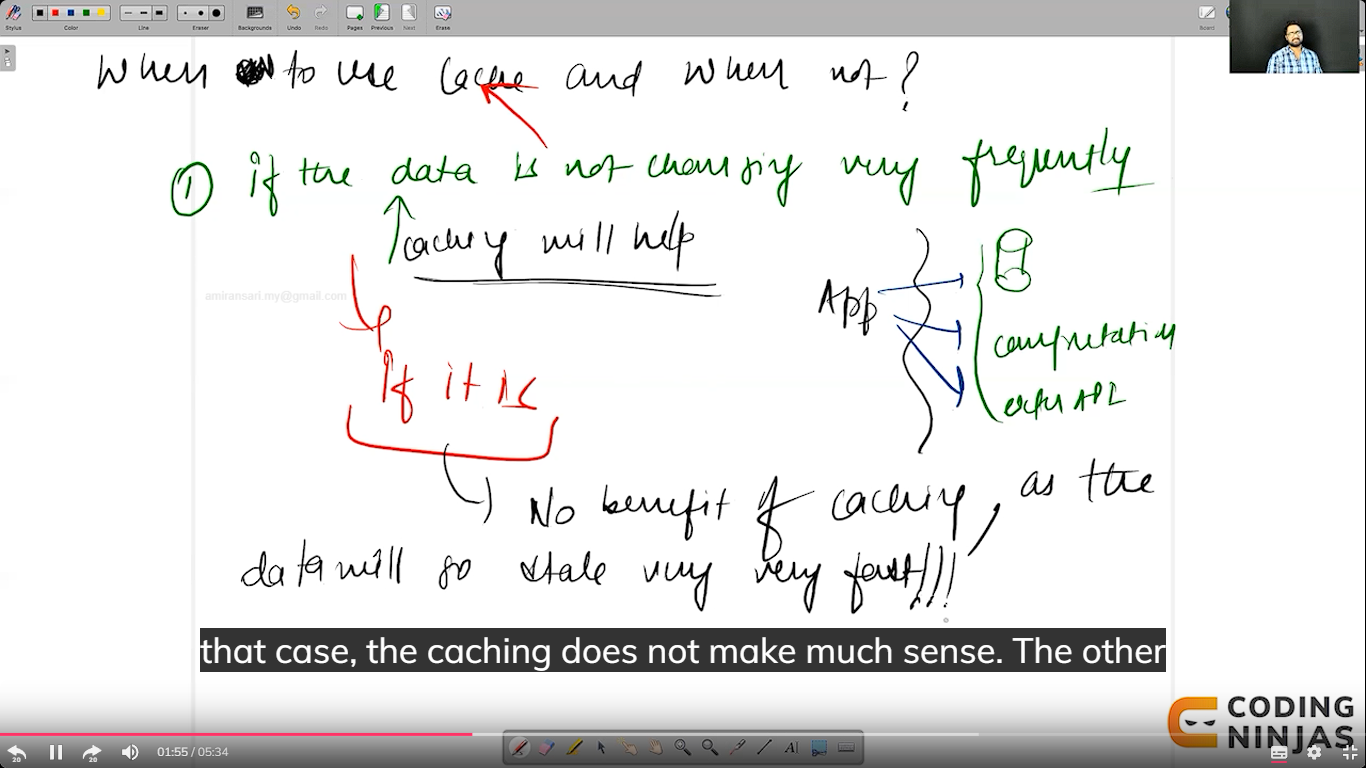 Stylus Color Line Eraser Backgrounds Undo Redo Pages Previous Next Erase Board
When to use Cache and when not?
① if the data is not changing very frequently
caching will help
amiransari.my@gmail.com
App
computation
exter API
If it is
No benefit of caching, as the
data will go stale very very fast!!!
that case, the caching does not make much sense. The other
CODING
NINJAS
20 20 01:55 / 05:34